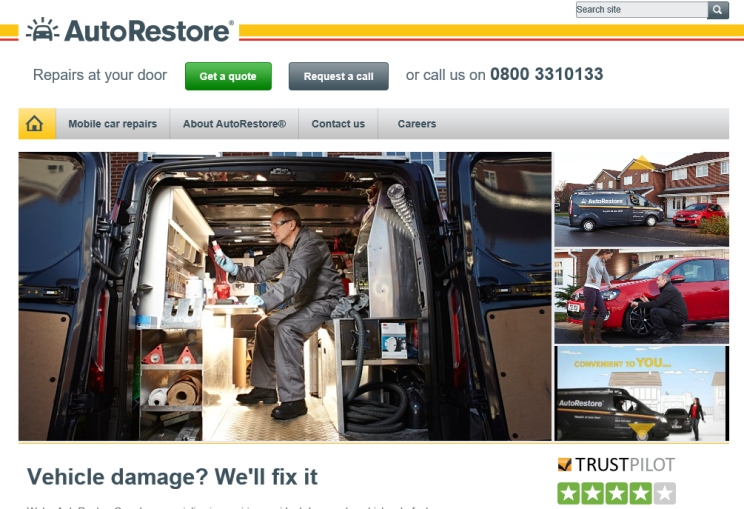 Search site
AutoRestore®
Repairs at your door
Get a quote
Request a call
or call us on 0800 3310133
Mobile car repairs
About AutoRestore®
Contact us
Careers
AutoRestore
CONVENIENT TO YOU...
AutoRestore
Vehicle damage? We'll fix it
TRUSTPILOT